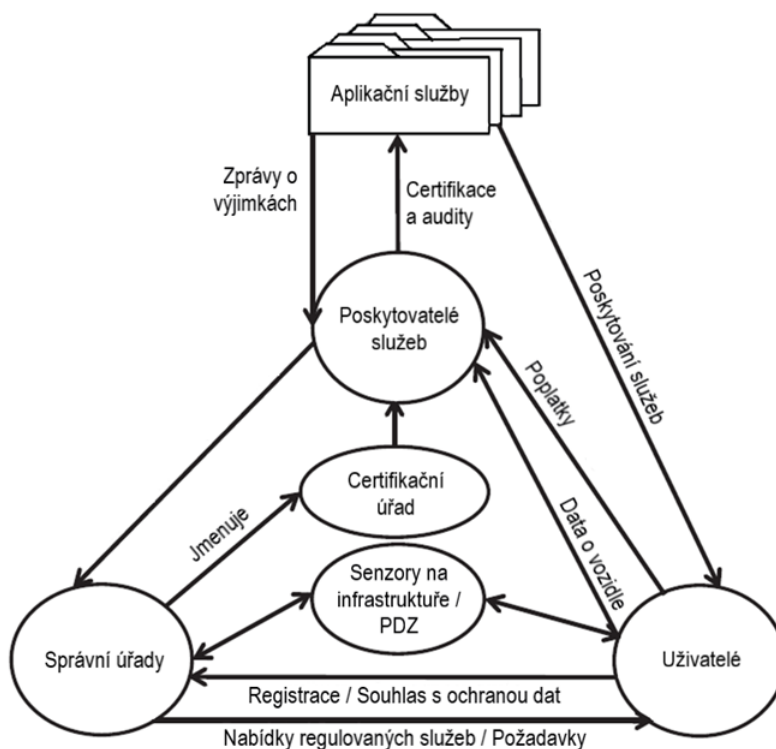 Aplikační služby
Zprávy o
výjimkách
Certifikace
a audity
Poskytování služeb
Poskytovatelé
služeb
Poplatky
Certifikační
úřad
Jmenuje
Data o vozidle
Senzory na
infrastruktuře /
PDZ
Správní úřady
Uživatelé
Registrace / Souhlas s ochranou dat
Nabídky regulovaných služeb / Požadavky